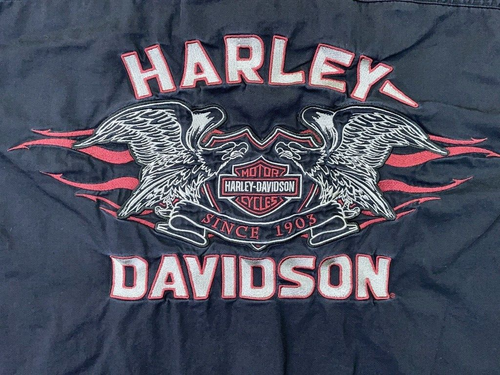 HARLEY-
MOTOR
HARLEY-DAVIDSON
CYCLES
SINCE 1903
DAVIDSON